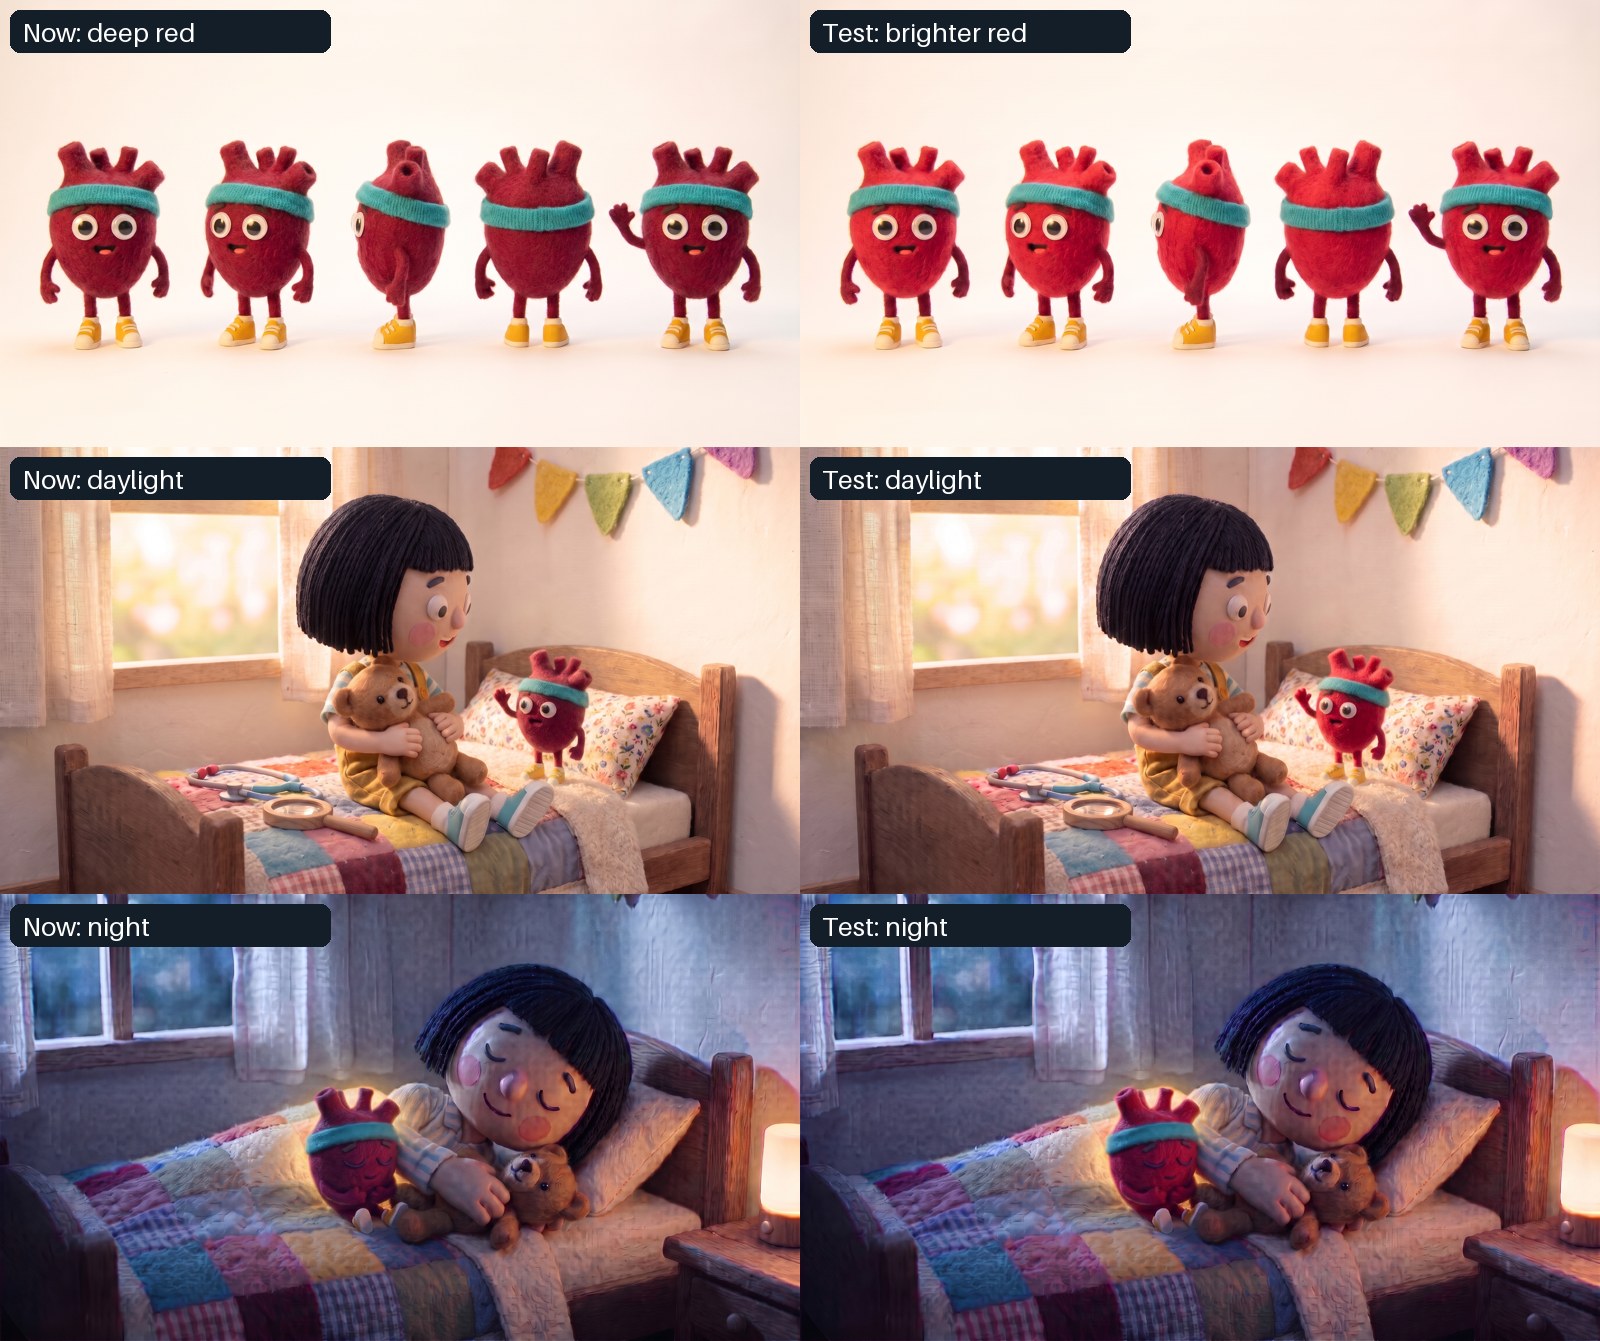 Now: deep red
Test: brighter red
Now: daylight
Test: daylight
Now: night
Test: night